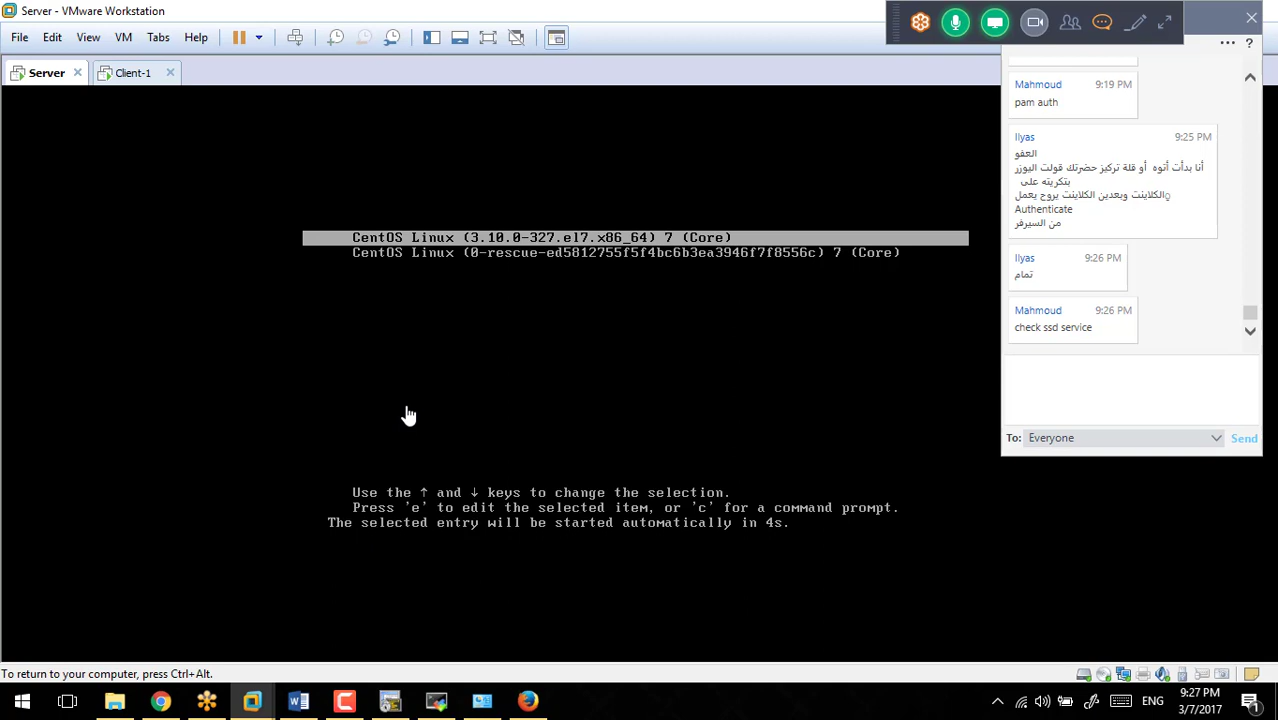 Server - VMware Workstation
File Edit View VM Tabs Help
Server Client-1
CentOS Linux (3.10.0-327.el7.x86_64) 7 (Core)
CentOS Linux (0-rescue-ed5812755f5f4bc6b3ea3946f7f8556c) 7 (Core)
Use the ↑ and ↓ keys to change the selection.
Press 'e' to edit the selected item, or 'c' for a command prompt.
The selected entry will be started automatically in 4s.
Mahmoud 9:19 PM
pam auth
Ilyas 9:25 PM
العفو
أنا بدأت أتوه أو قلة تركيز حضرتك قولت اليوزر
بتكريته على
الكلاينت وبعدين الكلاينت يروح يعمل
Authenticate
من السيرفر
Ilyas 9:26 PM
تمام
Mahmoud 9:26 PM
check ssd service
To: Everyone Send
To return to your computer, press Ctrl+Alt.
ENG
9:27 PM
3/7/2017